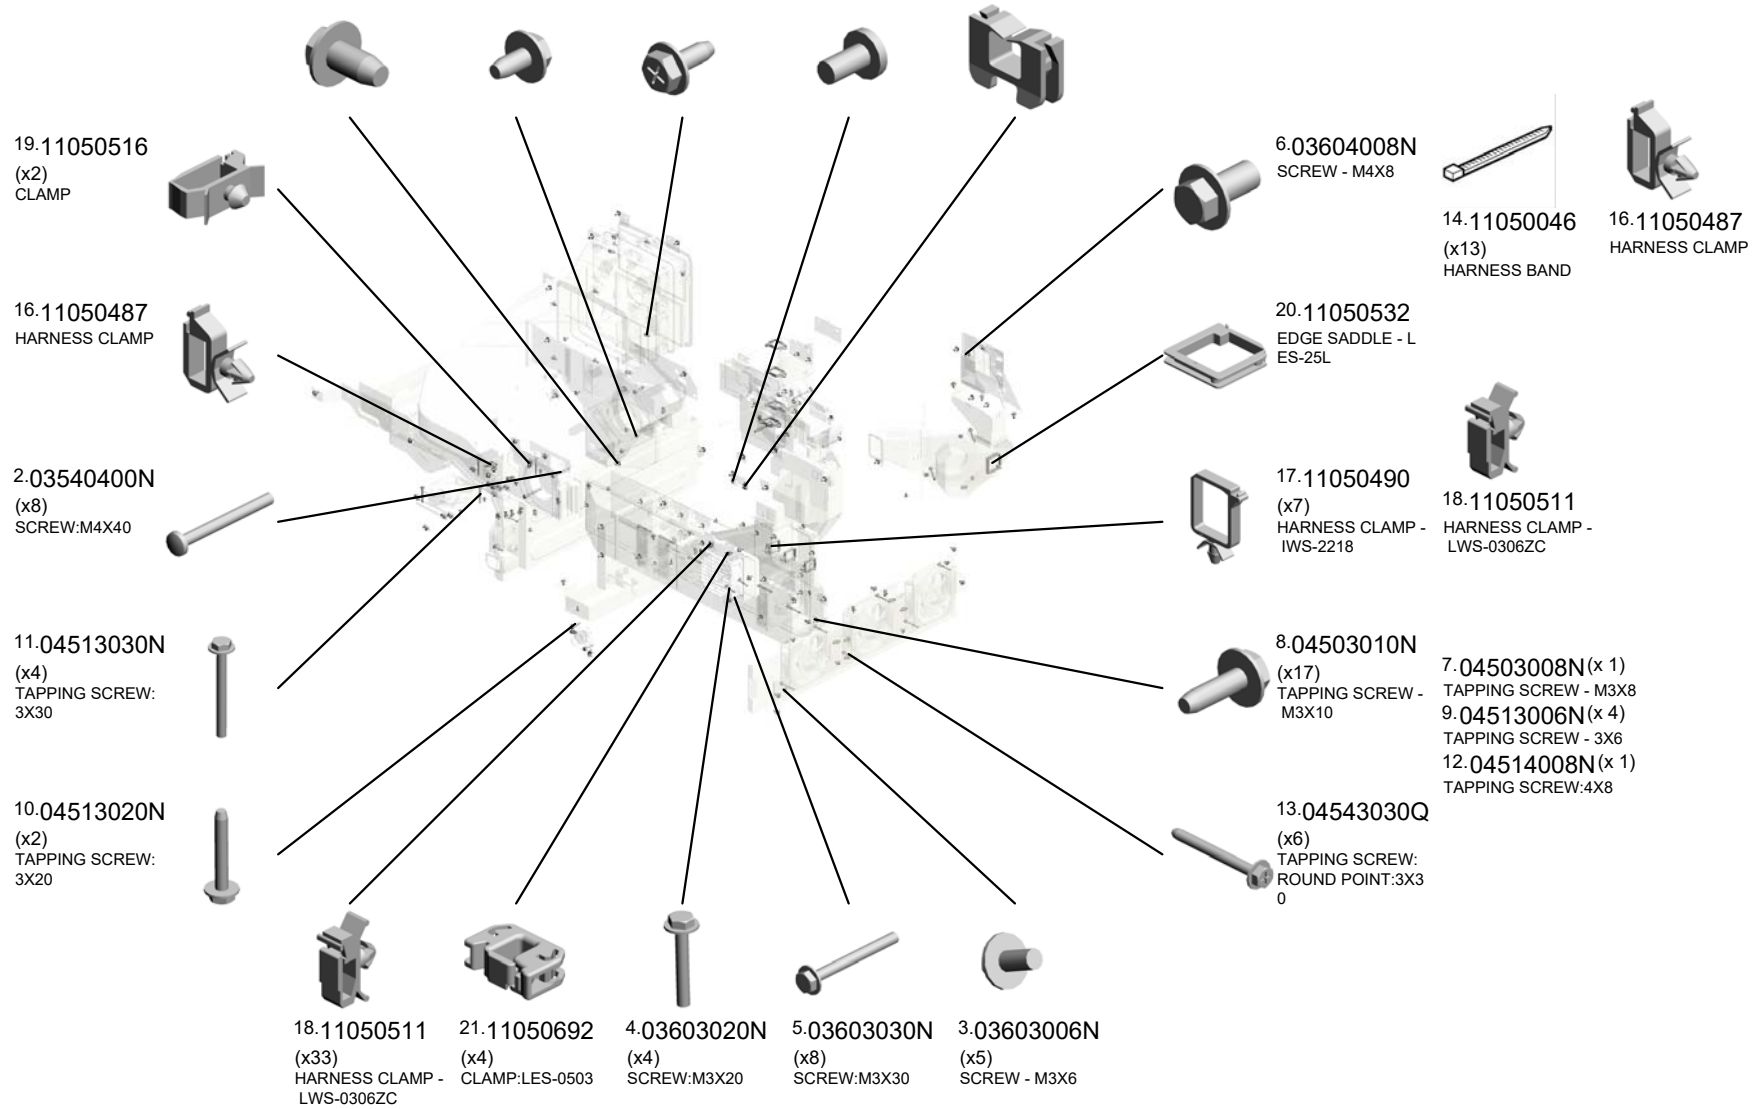 19.11050516
(x2)
CLAMP
16.11050487
HARNESS CLAMP
2.03540400N
(x8)
SCREW:M4X40
11.04513030N
(x4)
TAPPING SCREW:
3X30
10.04513020N
(x2)
TAPPING SCREW:
3X20
18.11050511
(x33)
HARNESS CLAMP -
LWS-0306ZC
21.11050692
(x4)
CLAMP:LES-0503
4.03603020N
(x4)
SCREW:M3X20
5.03603030N
(x8)
SCREW:M3X30
3.03603006N
(x5)
SCREW - M3X6
6.03604008N
SCREW - M4X8
14.11050046
(x13)
HARNESS BAND
16.11050487
HARNESS CLAMP
20.11050532
EDGE SADDLE - L
ES-25L
17.11050490
(x7)
HARNESS CLAMP -
IWS-2218
18.11050511
HARNESS CLAMP -
LWS-0306ZC
8.04503010N
(x17)
TAPPING SCREW -
M3X10
7.04503008N(x 1)
TAPPING SCREW - M3X8
9.04513006N(x 4)
TAPPING SCREW - 3X6
12.04514008N(x 1)
TAPPING SCREW:4X8
13.04543030Q
(x6)
TAPPING SCREW:
ROUND POINT:3X3
0